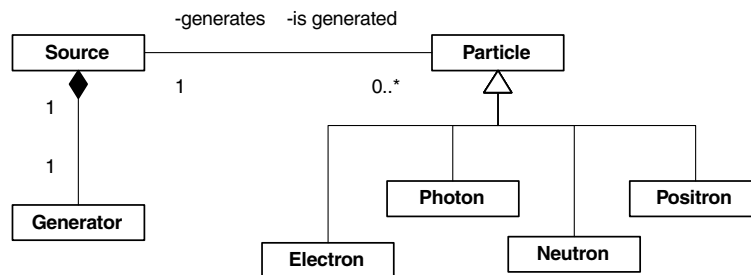 -generates -is generated
Source
Particle
1
0..*
1
1
Photon
Positron
Generator
Electron
Neutron